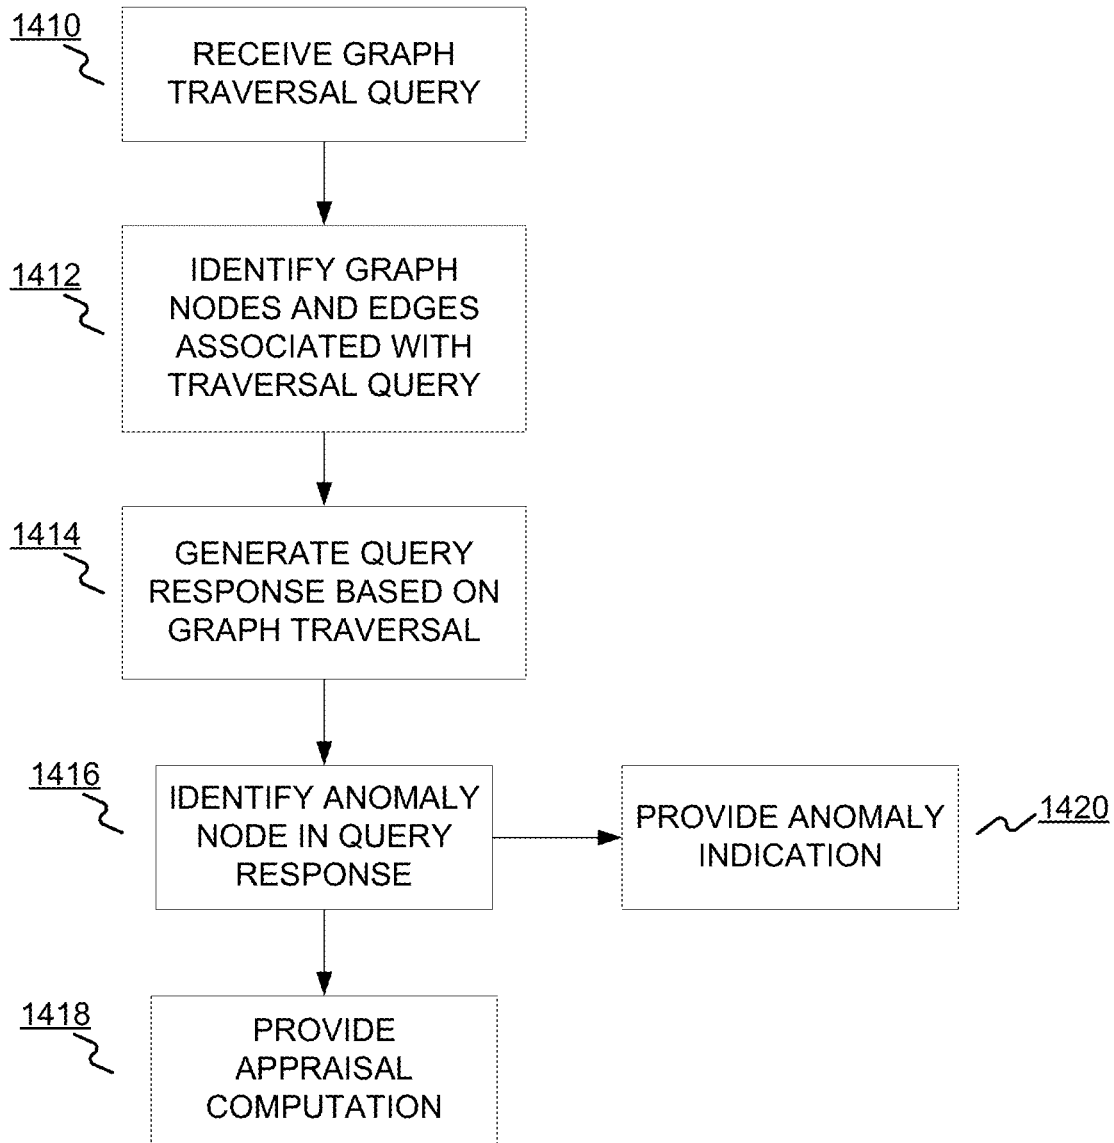 1410
RECEIVE GRAPH
TRAVERSAL QUERY
1412
IDENTIFY GRAPH
NODES AND EDGES
ASSOCIATED WITH
TRAVERSAL QUERY
1414
GENERATE QUERY
RESPONSE BASED ON
GRAPH TRAVERSAL
1416
IDENTIFY ANOMALY
NODE IN QUERY
RESPONSE
PROVIDE ANOMALY
INDICATION
1420
1418
PROVIDE
APPRAISAL
COMPUTATION